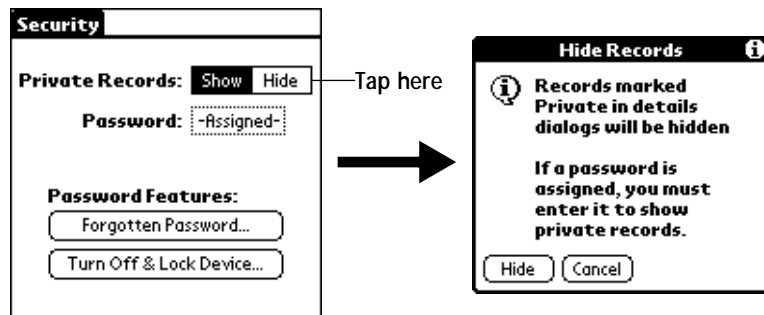 Security
Private Records: Show Hide
Tap here
Password: -Assigned-
Password Features:
Forgotten Password...
Turn Off & Lock Device...
Hide Records
Records marked
Private in details
dialogs will be hidden
If a password is
assigned, you must
enter it to show
private records.
Hide Cancel